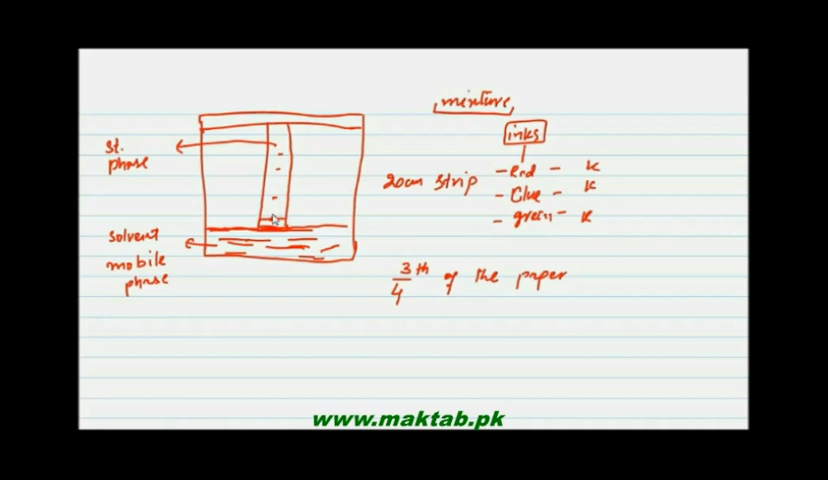 mixture
inks
st.
phase
20cm strip
- red - K
- blue - K
- green - K
solvent
mobile
phase
3/4 th of the paper
www.maktab.pk